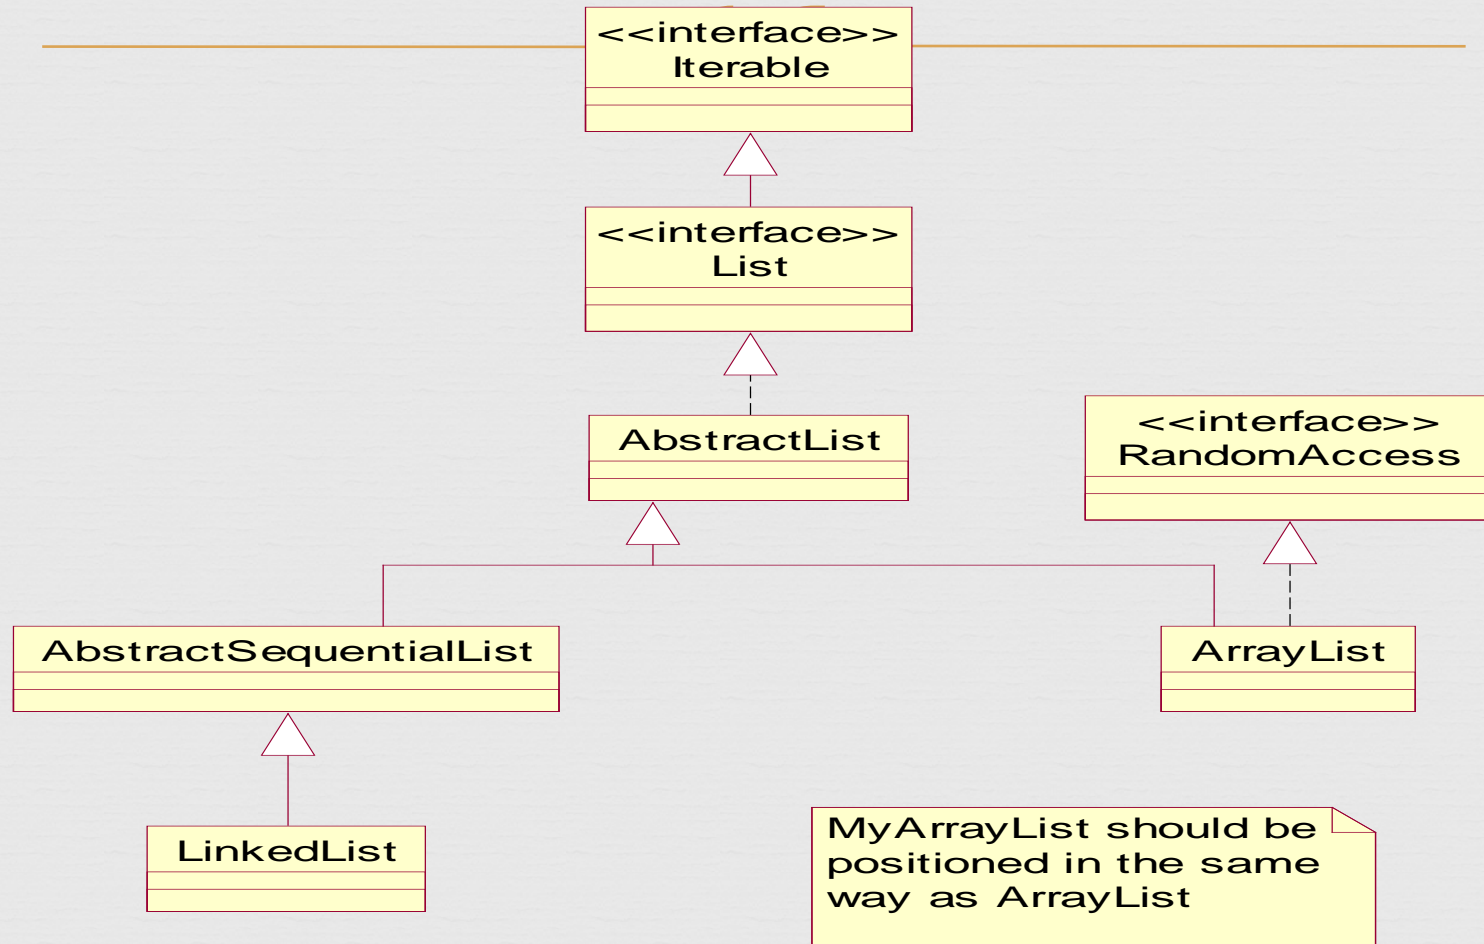 <<interface>>
Iterable
<<interface>>
List
AbstractList
<<interface>>
RandomAccess
AbstractSequentialList
ArrayList
LinkedList
MyArrayList should be
positioned in the same
way as ArrayList